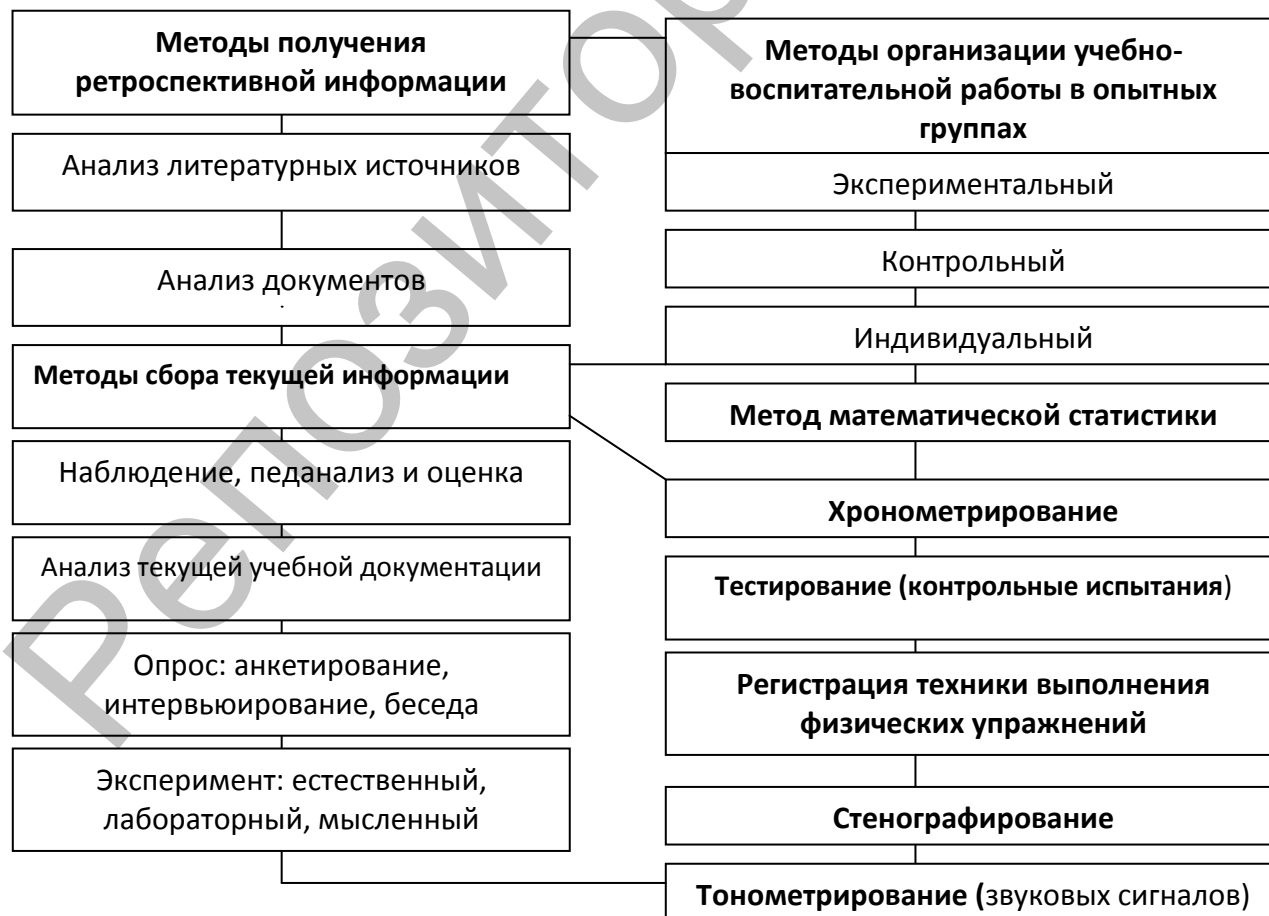 Методы получения
ретроспективной информации
Анализ литературных источников
Анализ документов
Методы сбора текущей информации
Наблюдение, педанализ и оценка
Анализ текущей учебной документации
Опрос: анкетирование,
интервьюирование, беседа
Эксперимент: естественный,
лабораторный, мысленный
Методы организации учебно-
воспитательной работы в опытных
группах
Экспериментальный
Контрольный
Индивидуальный
Метод математической статистики
Хронометрирование
Тестирование (контрольные испытания)
Регистрация техники выполнения
физических упражнений
Стенографирование
Тонометрирование (звуковых сигналов)
Репозитор